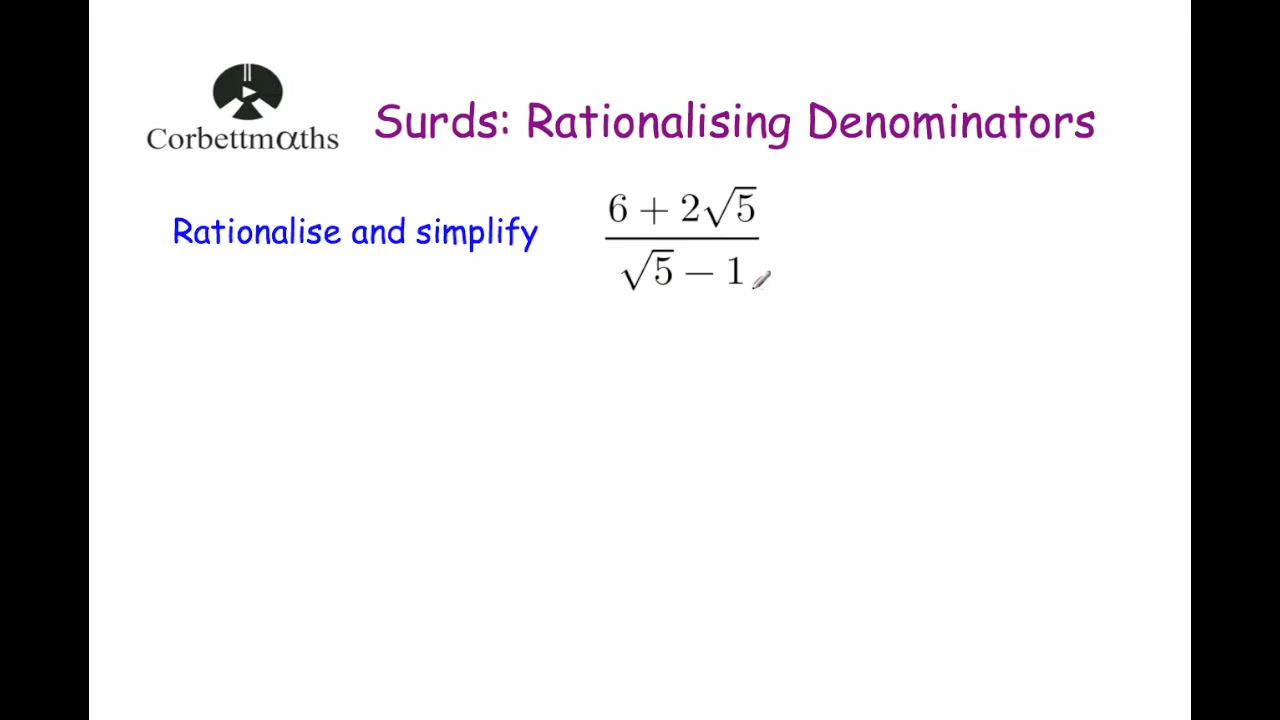 Corbettmαths
Surds: Rationalising Denominators
Rationalise and simplify
6 + 2√5
√5 − 1